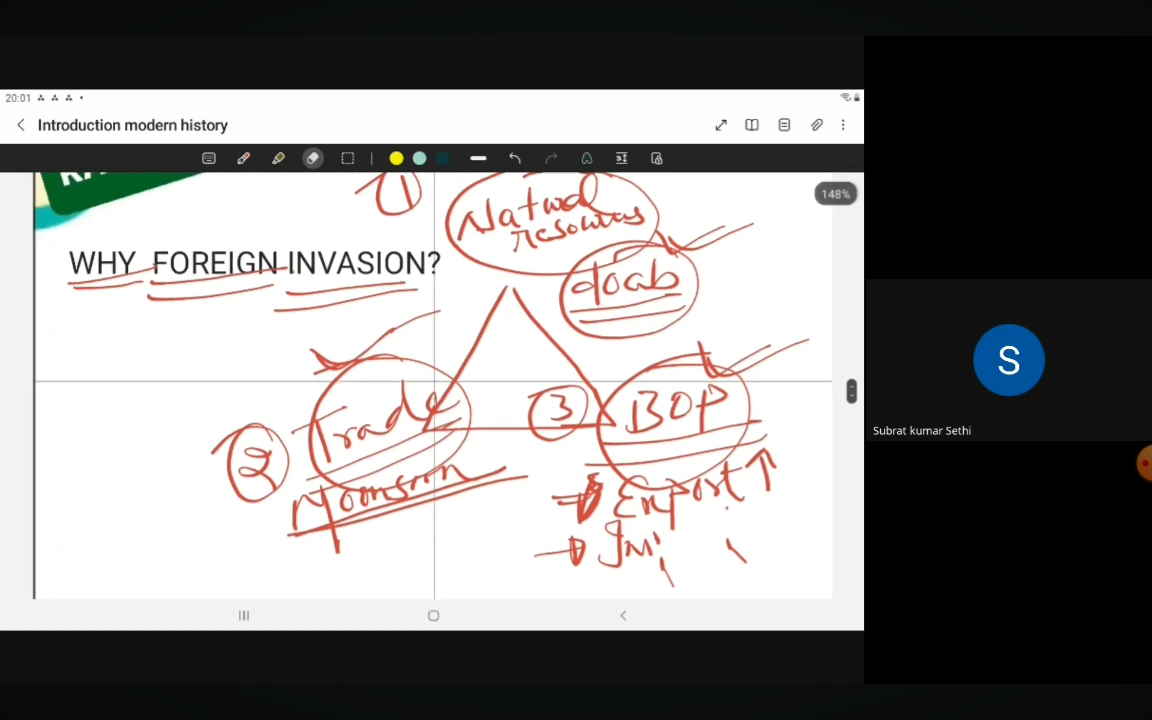 20:01
Introduction modern history
148%
1
Natural
resources
WHY FOREIGN INVASION?
doab
Trade
3
BOP
2
Monsoon
Export ↑
S
Subrat kumar Sethi